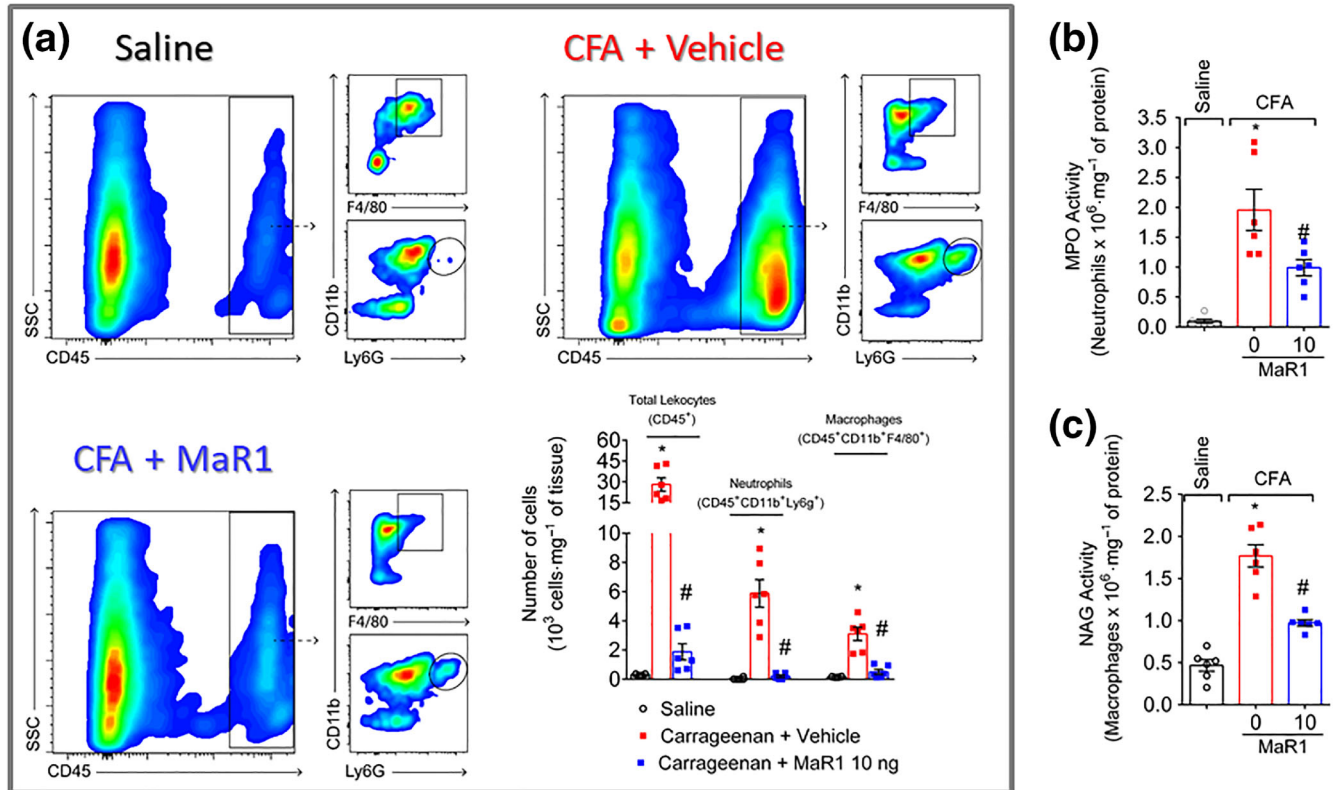 (a)
Saline
CFA + Vehicle
SSC
CD45
F4/80
CD11b
Ly6G
SSC
CD45
F4/80
CD11b
Ly6G
CFA + MaR1
SSC
CD45
F4/80
CD11b
Ly6G
Total Lekocytes
(CD45⁺)
Neutrophils
(CD45⁺CD11b⁺Ly6g⁺)
Macrophages
(CD45⁺CD11b⁺F4/80⁺)
Number of cells
(10³ cells·mg⁻¹ of tissue)
60
45
30
15
10
8
6
4
2
0
*
#
*
#
*
#
Saline
Carrageenan + Vehicle
Carrageenan + MaR1 10 ng
(b)
Saline
CFA
MPO Activity
(Neutrophils x 10⁶·mg⁻¹ of protein)
3.5
3.0
2.5
2.0
1.5
1.0
0.5
0.0
*
#
0 10
MaR1
(c)
Saline
CFA
NAG Activity
(Macrophages x 10⁶·mg⁻¹ of protein)
2.5
2.0
1.5
1.0
0.5
0.0
*
#
0 10
MaR1